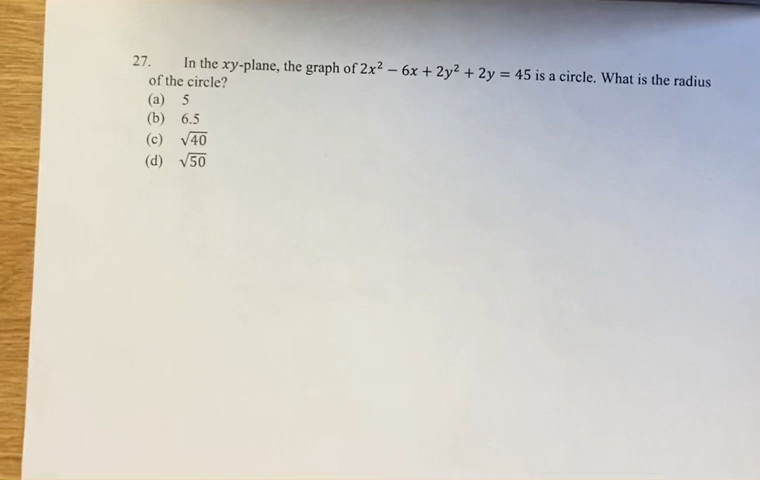 27. In the xy-plane, the graph of 2x² − 6x + 2y² + 2y = 45 is a circle. What is the radius
of the circle?
(a) 5
(b) 6.5
(c) √40
(d) √50